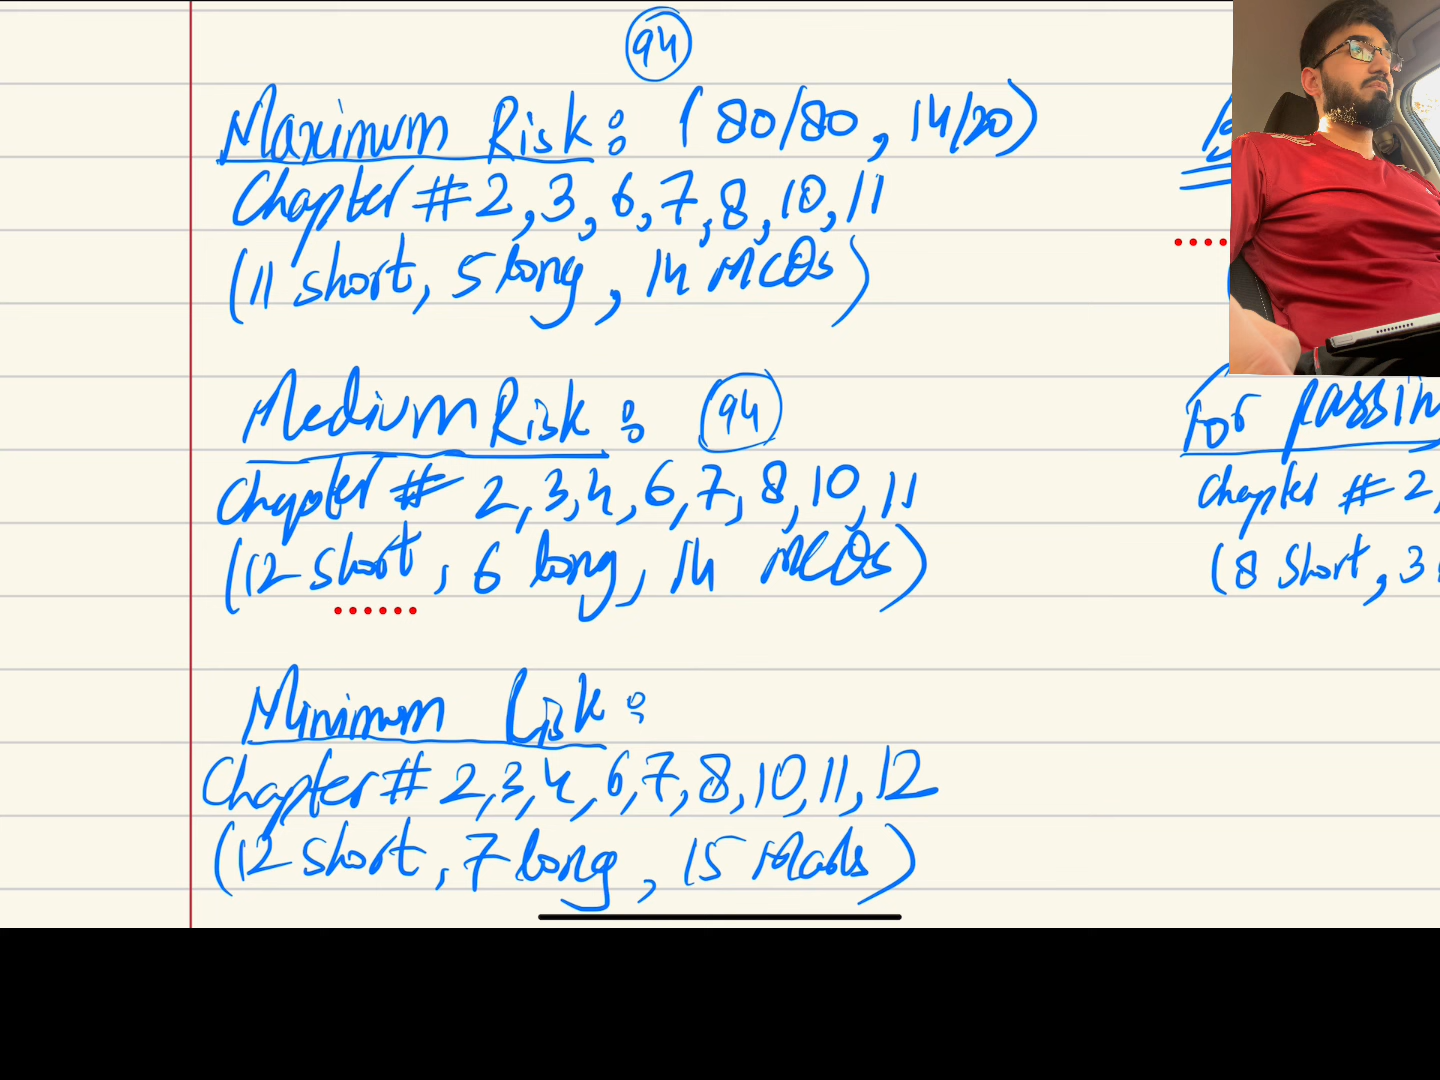 94
Maximum Risk: (80/80, 14/20)
Chapter # 2, 3, 6, 7, 8, 10, 11
(11 short, 5 long, 14 MCQs)
Medium Risk: 94
Chapter # 2, 3, 4, 6, 7, 8, 10, 11
(12 short, 6 long, 14 MCQs)
Minimum Risk:
Chapter # 2, 3, 4, 6, 7, 8, 10, 11, 12
(12 short, 7 long, 15 Marks)
For passin
Chapter # 2,
(8 short, 3